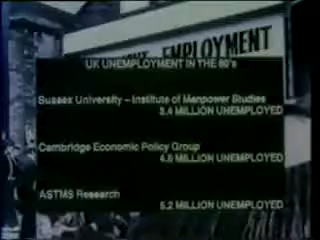 EMPLOYMENT
UK UNEMPLOYMENT IN THE 80's
Sussex University – Institute of Manpower Studies
3.4 MILLION UNEMPLOYED
Cambridge Economic Policy Group
4.6 MILLION UNEMPLOYED
ASTMS Research
5.2 MILLION UNEMPLOYED